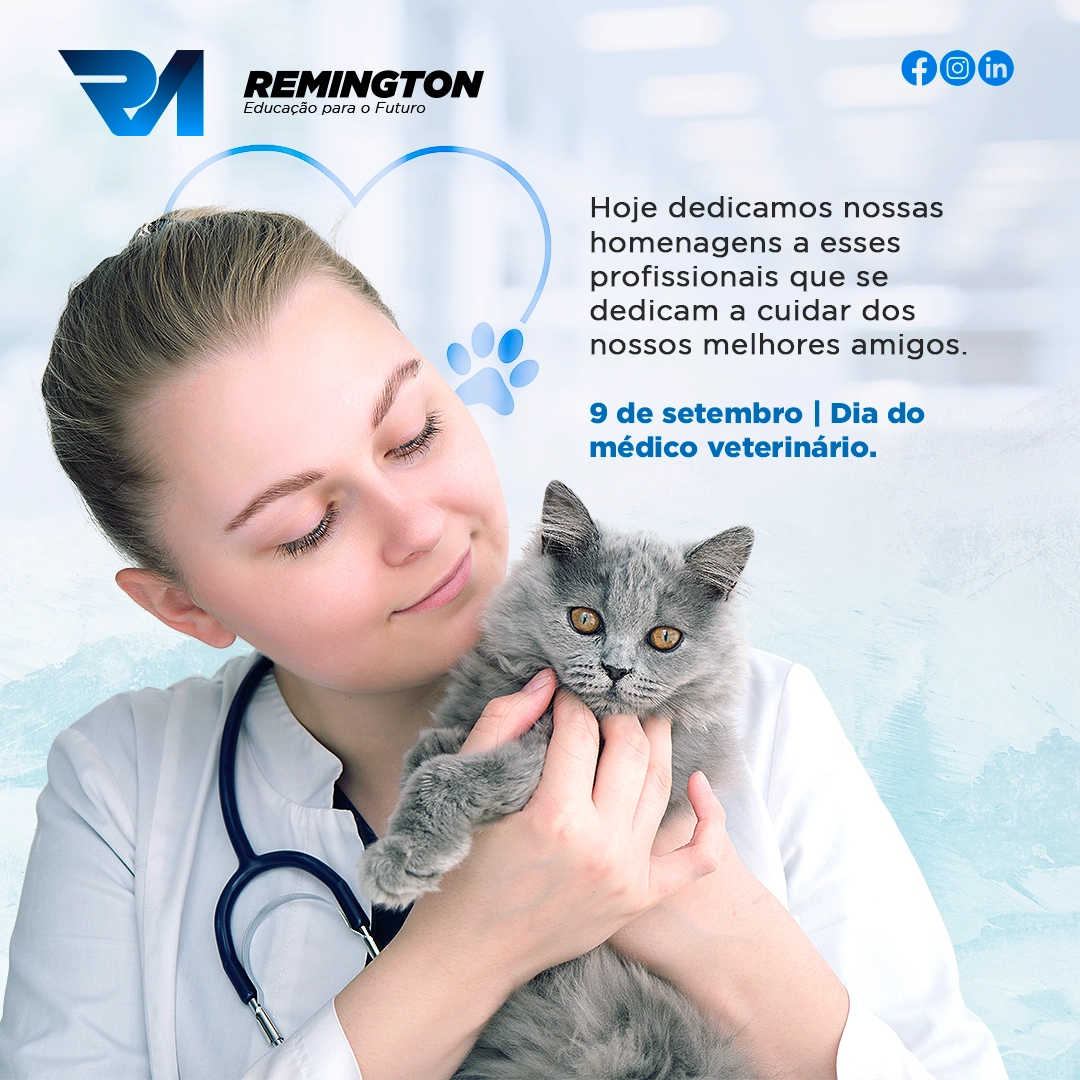 REMINGTON
Educação para o Futuro
Hoje dedicamos nossas
homenagens a esses
profissionais que se
dedicam a cuidar dos
nossos melhores amigos.
9 de setembro | Dia do
médico veterinário.